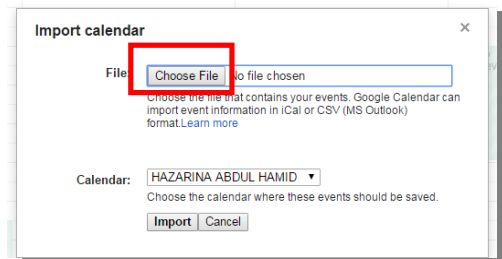 Import calendar ×
File: Choose File No file chosen
Choose the file that contains your events. Google Calendar can
import event information in iCal or CSV (MS Outlook)
format.Learn more
Calendar: HAZARINA ABDUL HAMID
Choose the calendar where these events should be saved.
Import Cancel